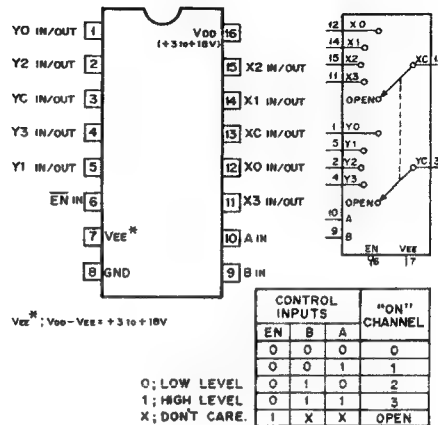 Y0 IN/OUT 1
Y2 IN/OUT 2
YC IN/OUT 3
Y3 IN/OUT 4
Y1 IN/OUT 5
EN IN 6
7 VEE*
8 GND
VDD 16
(+3 to +18V)
15 X2 IN/OUT
14 X1 IN/OUT
13 XC IN/OUT
12 X0 IN/OUT
11 X3 IN/OUT
10 A IN
9 B IN
12 X0
14 X1
15 X2
11 X3
OPEN
XC 1
1 Y0
5 Y1
2 Y2
4 Y3
OPEN
YC 3
10 A
9 B
EN VEE
6 7
VEE*; VDD-VEE = +3 to +18V
CONTROL INPUTS "ON" CHANNEL
EN B A
0 0 0 0
0 0 1 1
0 1 0 2
0 1 1 3
1 X X OPEN
0; LOW LEVEL
1; HIGH LEVEL
X; DON'T CARE.